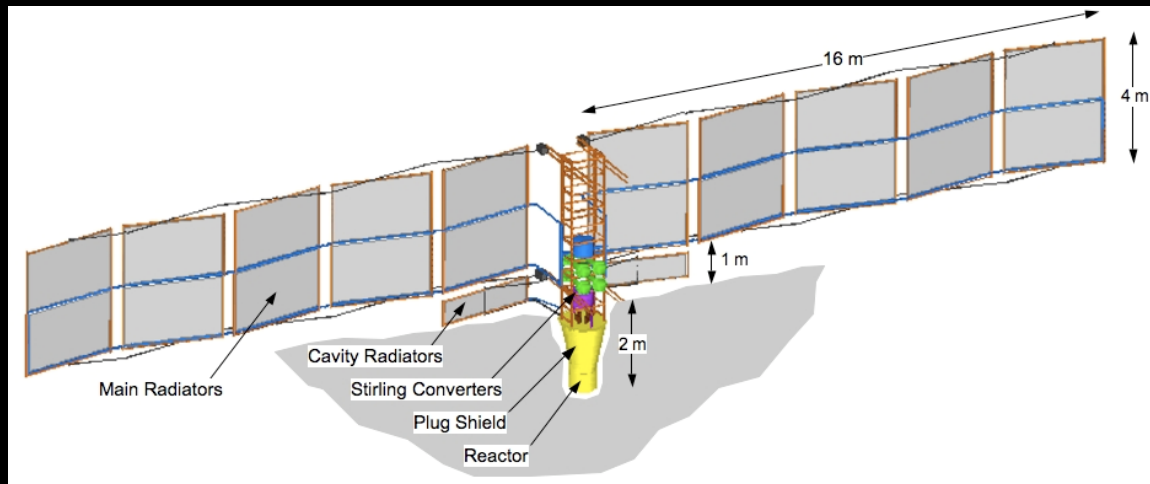 16 m
4 m
1 m
2 m
Cavity Radiators
Main Radiators
Stirling Converters
Plug Shield
Reactor